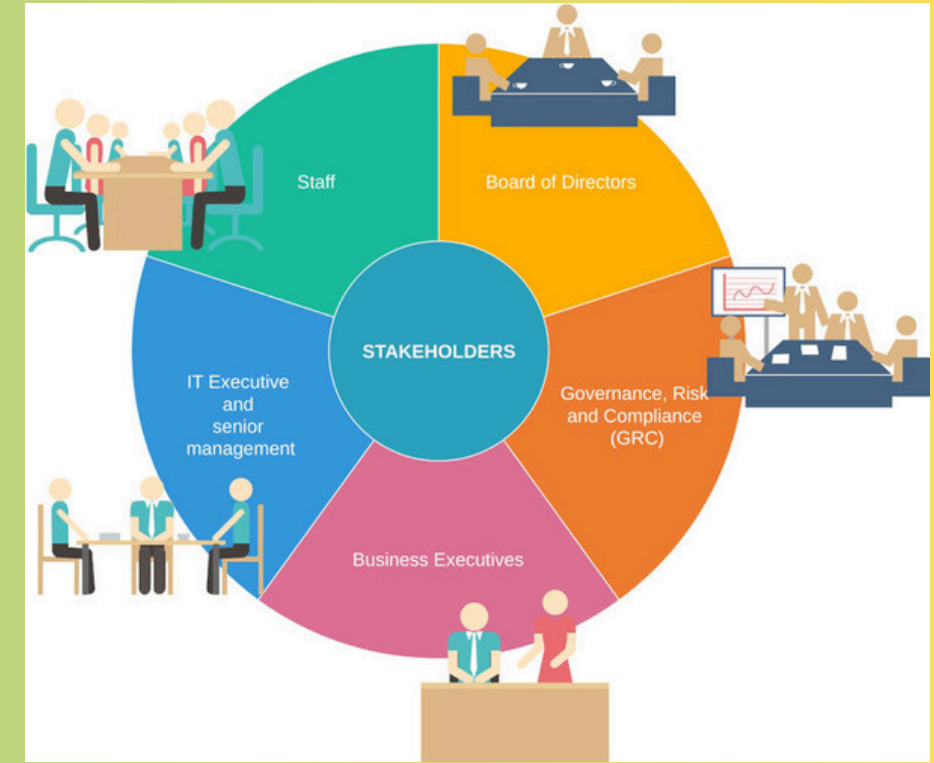 Staff
Board of Directors
STAKEHOLDERS
IT Executive
and
senior
management
Governance, Risk
and Compliance
(GRC)
Business Executives